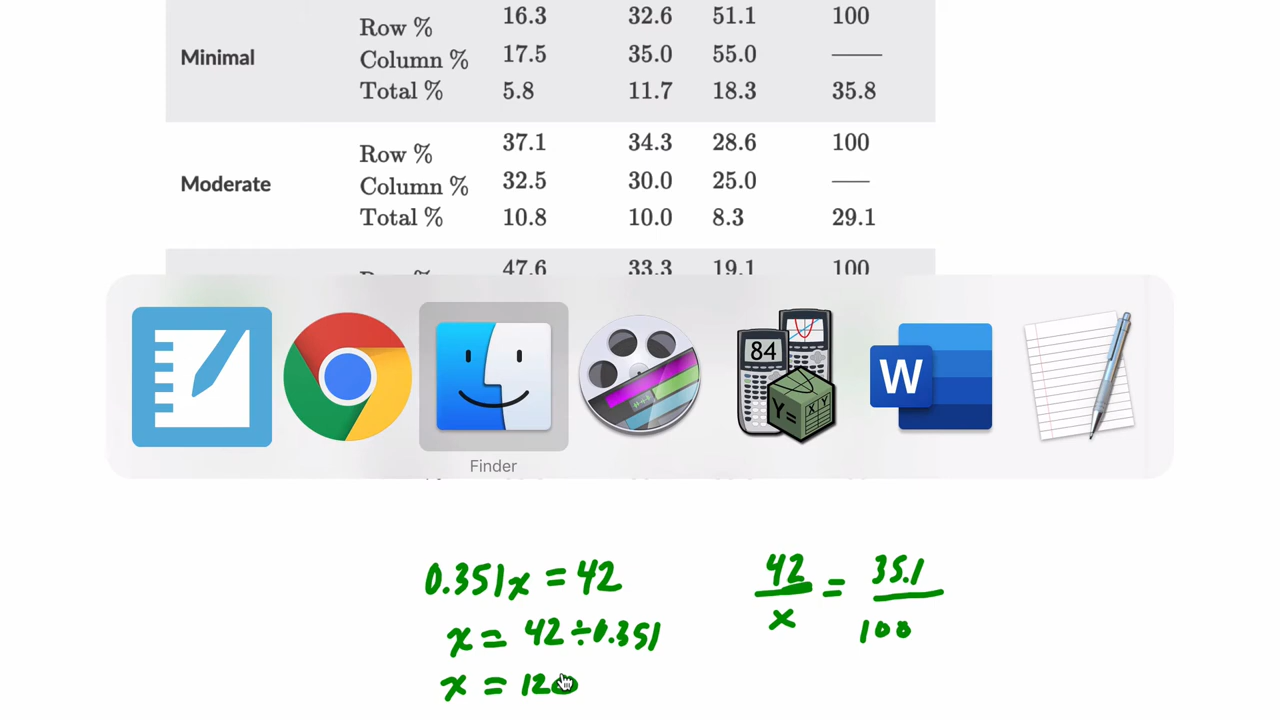 16.3 32.6 51.1 100
Row %
Minimal Column % 17.5 35.0 55.0 ——
Total % 5.8 11.7 18.3 35.8
Row % 37.1 34.3 28.6 100
Moderate Column % 32.5 30.0 25.0 ——
Total % 10.8 10.0 8.3 29.1
47.6 33.3 19.1 100
84
Y= X Y
W
Finder
0.351x = 42
x = 42 ÷ 0.351
x = 120
42/x = 35.1/100